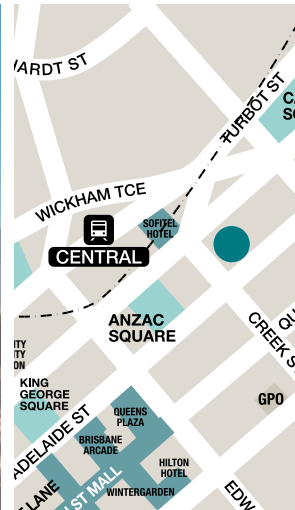 ARDT ST
TURBOT ST
WICKHAM TCE
SOFITEL
HOTEL
CENTRAL
ANZAC
SQUARE
CREEK S
KING
GEORGE
SQUARE
GPO
ADELAIDE ST
QUEENS
PLAZA
BRISBANE
ARCADE
HILTON
HOTEL
WINTERGARDEN
LANE
ST MALL
EDW